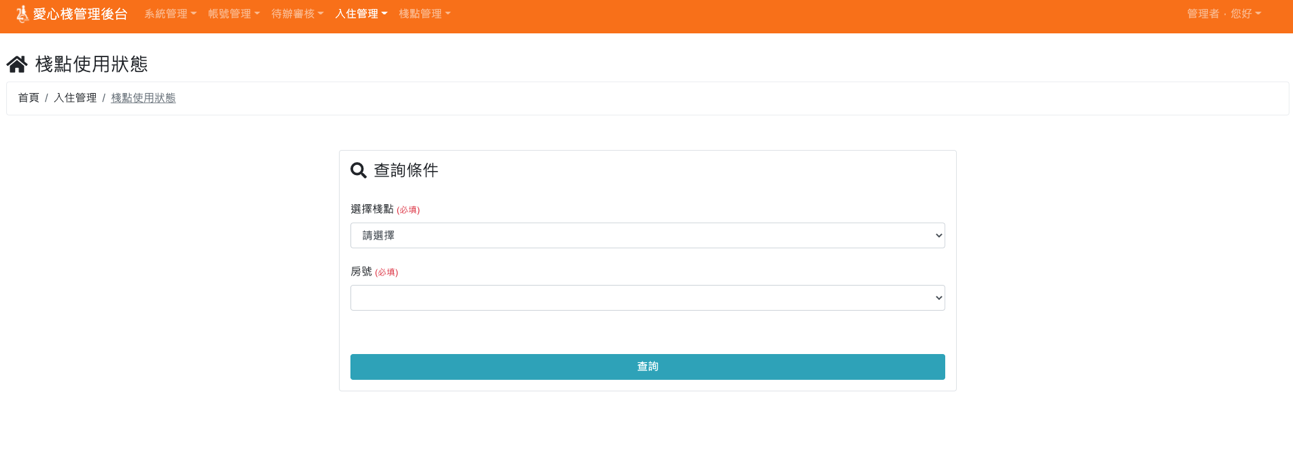 愛心棧管理後台 系統管理 帳號管理 待辦審核 入住管理 棧點管理 管理者 · 您好
棧點使用狀態
首頁 / 入住管理 / 棧點使用狀態
查詢條件
選擇棧點 (必填)
請選擇
房號 (必填)
查詢